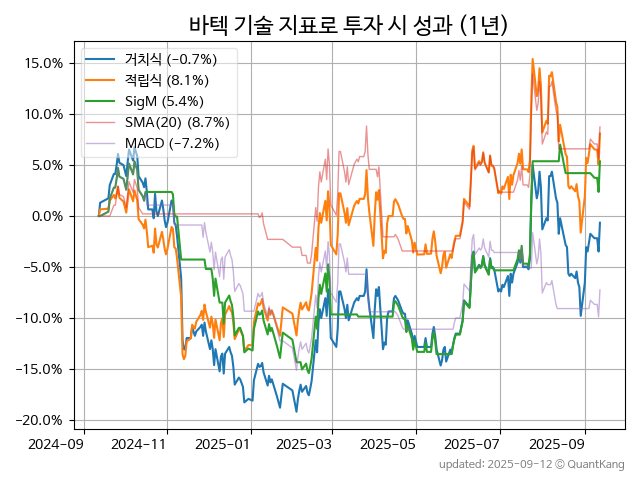 바텍 기술 지표로 투자 시 성과 (1년)
거치식 (−0.7%)
적립식 (8.1%)
SigM (5.4%)
SMA(20) (8.7%)
MACD (−7.2%)
15.0%
10.0%
5.0%
0.0%
−5.0%
−10.0%
−15.0%
−20.0%
2024-09 2024-11 2025-01 2025-03 2025-05 2025-07 2025-09
updated: 2025-09-12 © QuantKang